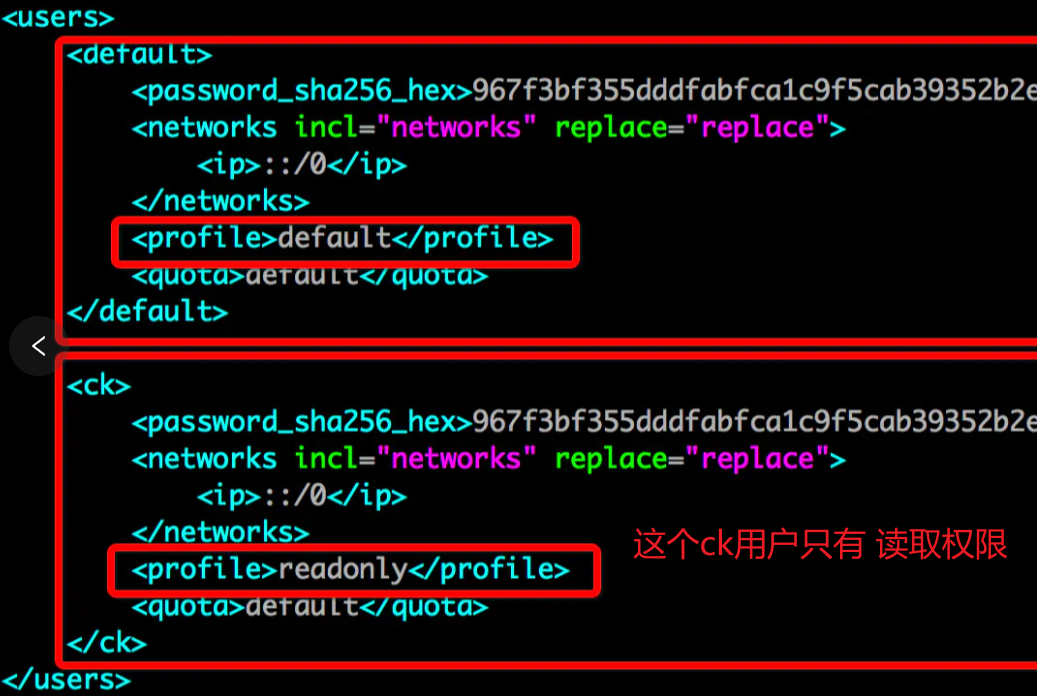 <users>
<default>
<password_sha256_hex>967f3bf355dddfabfca1c9f5cab39352b2e
<networks incl="networks" replace="replace">
<ip>::/0</ip>
</networks>
<profile>default</profile>
<quota>default</quota>
</default>
<ck>
<password_sha256_hex>967f3bf355dddfabfca1c9f5cab39352b2e
<networks incl="networks" replace="replace">
<ip>::/0</ip>
</networks>
这个ck用户只有 读取权限
<profile>readonly</profile>
<quota>default</quota>
</ck>
</users>